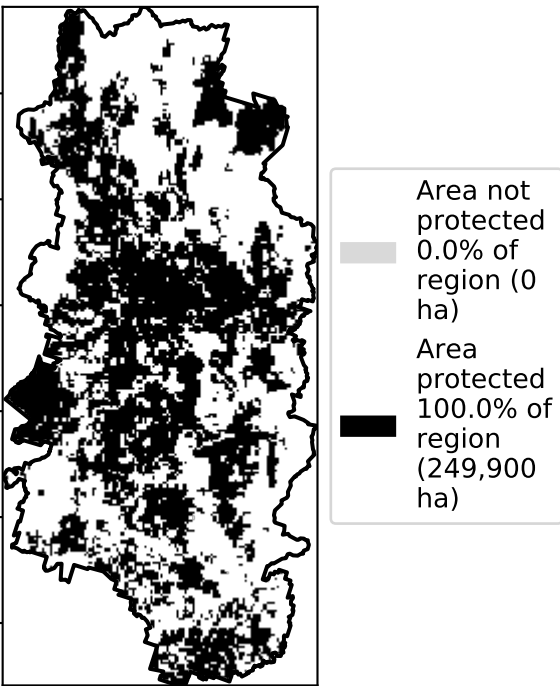 Area not
protected
0.0% of
region (0
ha)
Area
protected
100.0% of
region
(249,900
ha)